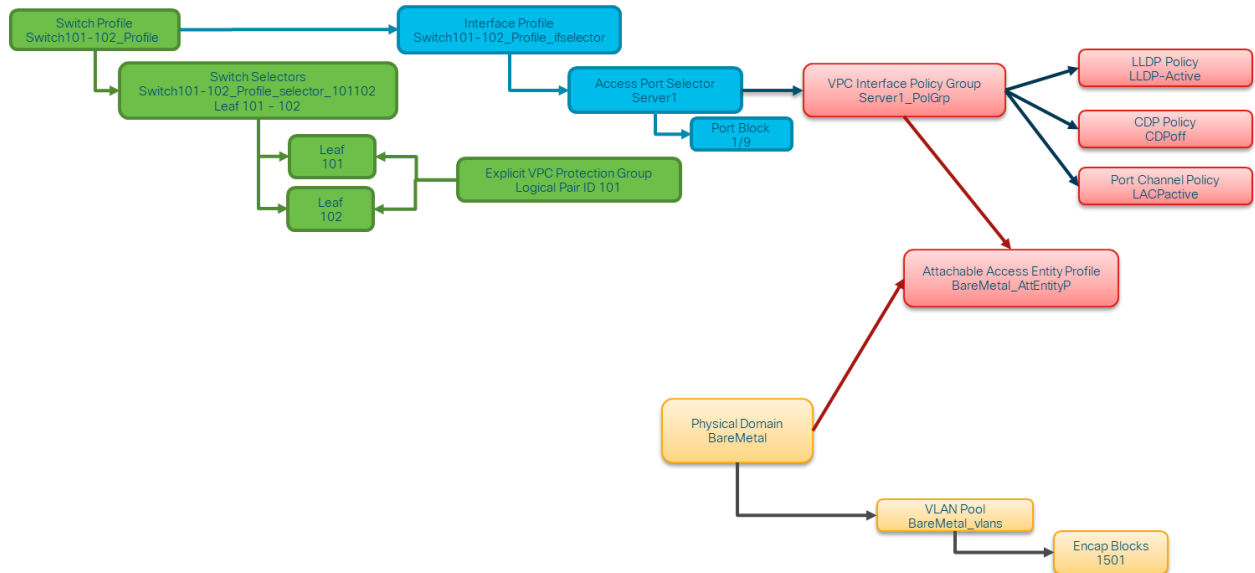 Switch Profile
Switch101-102_Profile
Interface Profile
Switch101-102_Profile_ifselector
Switch Selectors
Switch101-102_Profile_selector_101102
Leaf 101 - 102
Access Port Selector
Server1
VPC Interface Policy Group
Server1_PolGrp
LLDP Policy
LLDP-Active
Port Block
1/9
CDP Policy
CDPoff
Leaf
101
Explicit VPC Protection Group
Logical Pair ID 101
Port Channel Policy
LACPactive
Leaf
102
Attachable Access Entity Profile
BareMetal_AttEntityP
Physical Domain
BareMetal
VLAN Pool
BareMetal_vlans
Encap Blocks
1501